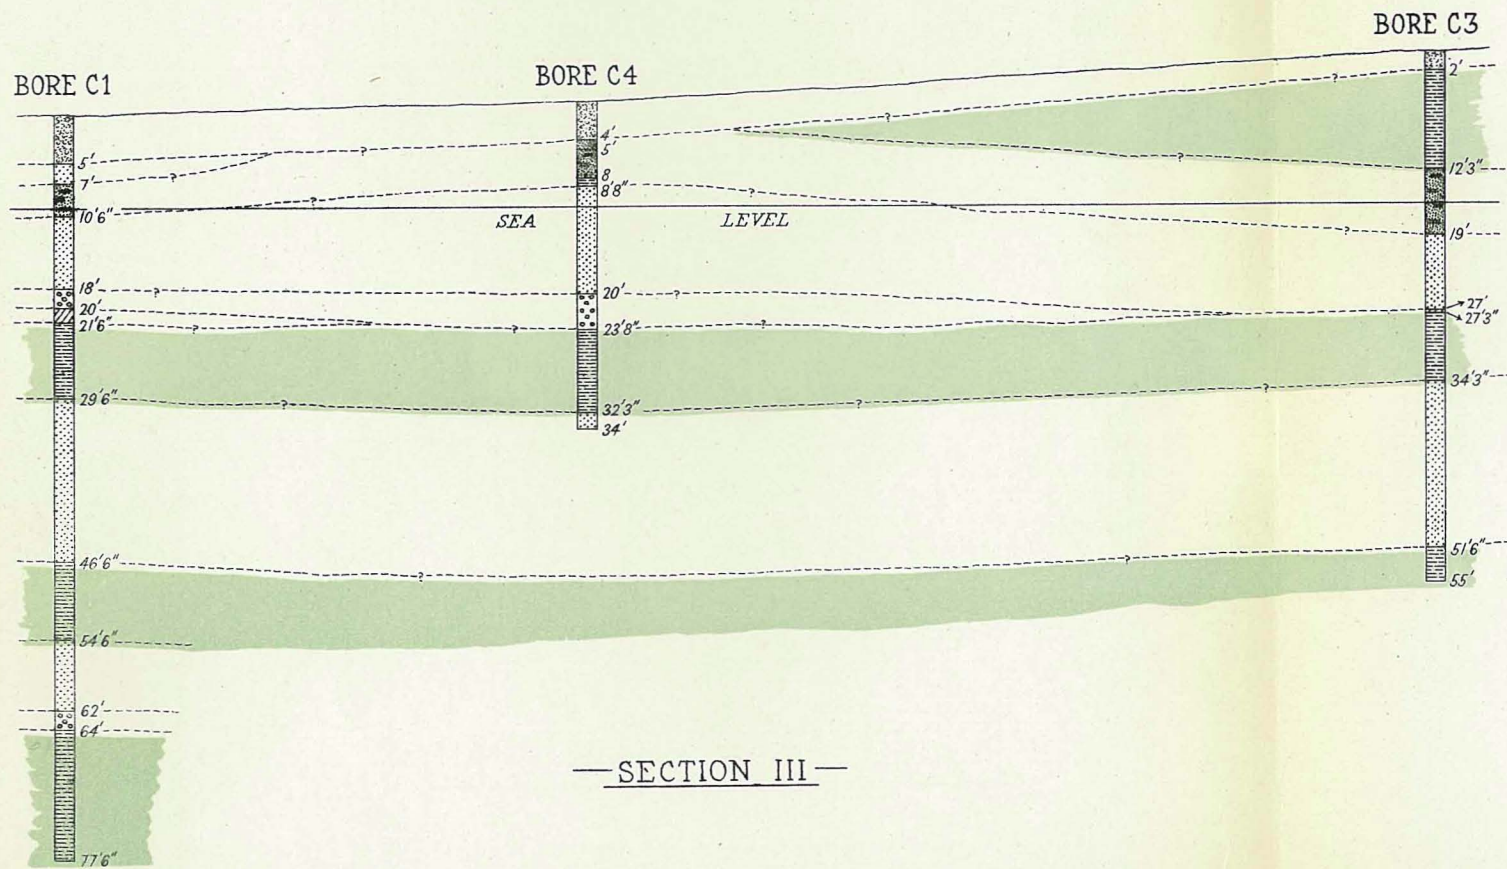 BORE C1
5'
7'
10'6"
18'
20'
21'6"
29'6"
46'6"
54'6"
62'
64'
77'6"
BORE C4
4'
5'
8
8'8"
20'
23'8"
32'3"
34'
BORE C3
2'
12'3"
19'
27'
27'3"
34'3"
51'6"
55'
SEA LEVEL
? ? ? ?
? ? ?
? ? ?
? ? ? ?
? ? ?
? ?
SECTION III